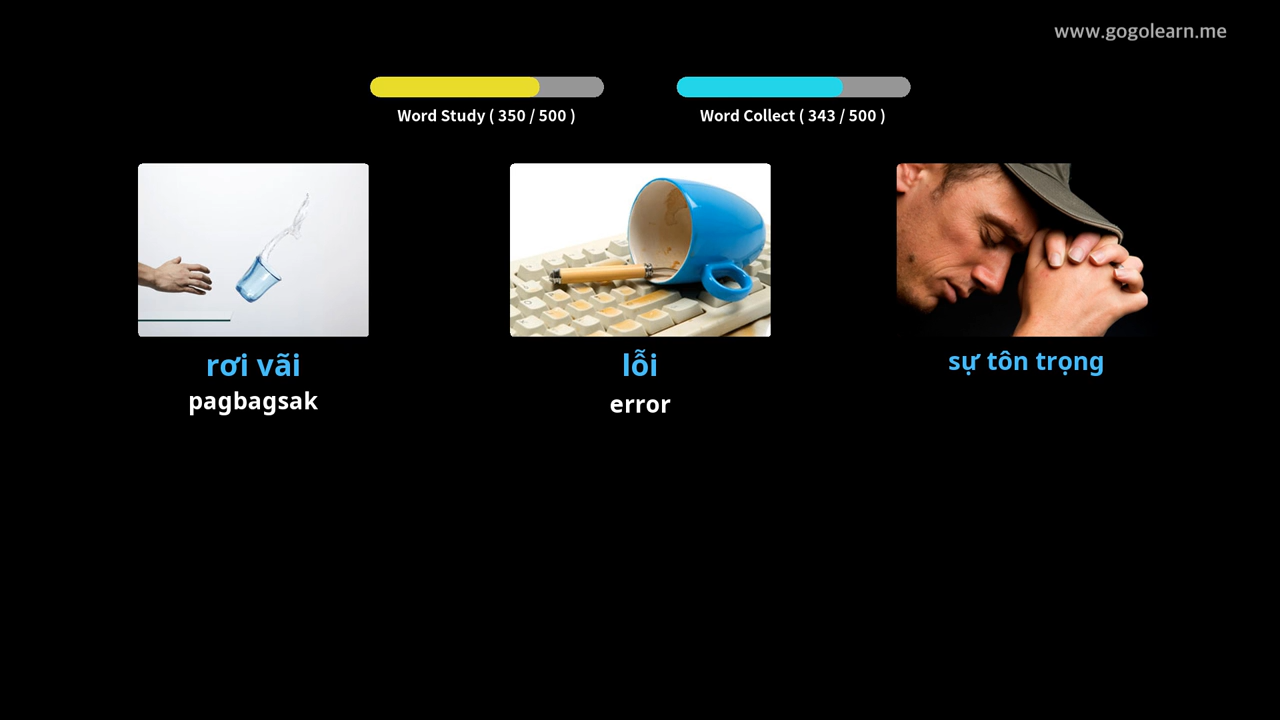 www.gogolearn.me
Word Study ( 350 / 500 )
Word Collect ( 343 / 500 )
rơi vãi
pagbagsak
lỗi
error
sự tôn trọng